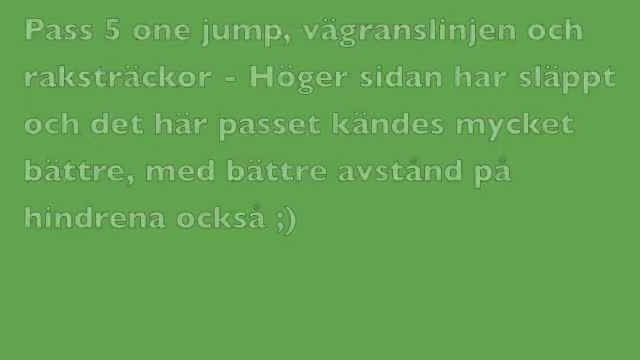 Pass 5 one jump, vägranslinjen och
raksträckor - Höger sidan har släppt
och det här passet kändes mycket
bättre, med bättre avstånd på
hindrena också ;)